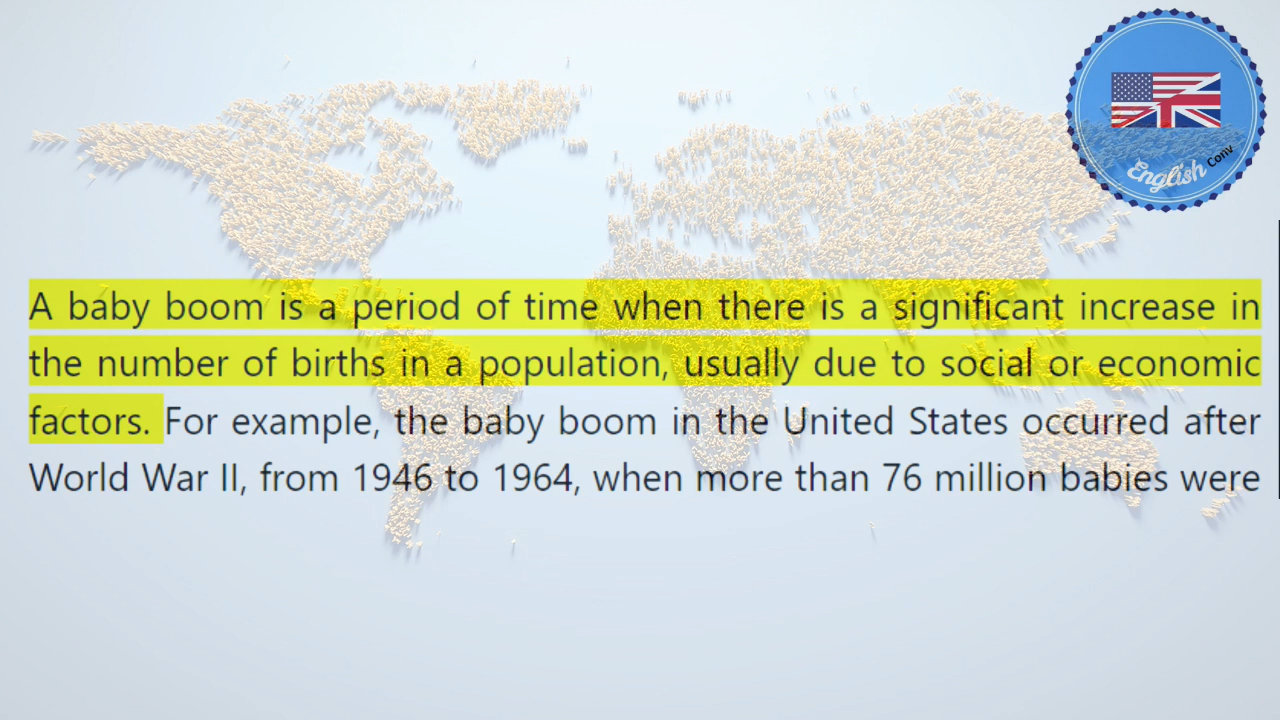 English Conv
A baby boom is a period of time when there is a significant increase in
the number of births in a population, usually due to social or economic
factors. For example, the baby boom in the United States occurred after
World War II, from 1946 to 1964, when more than 76 million babies were